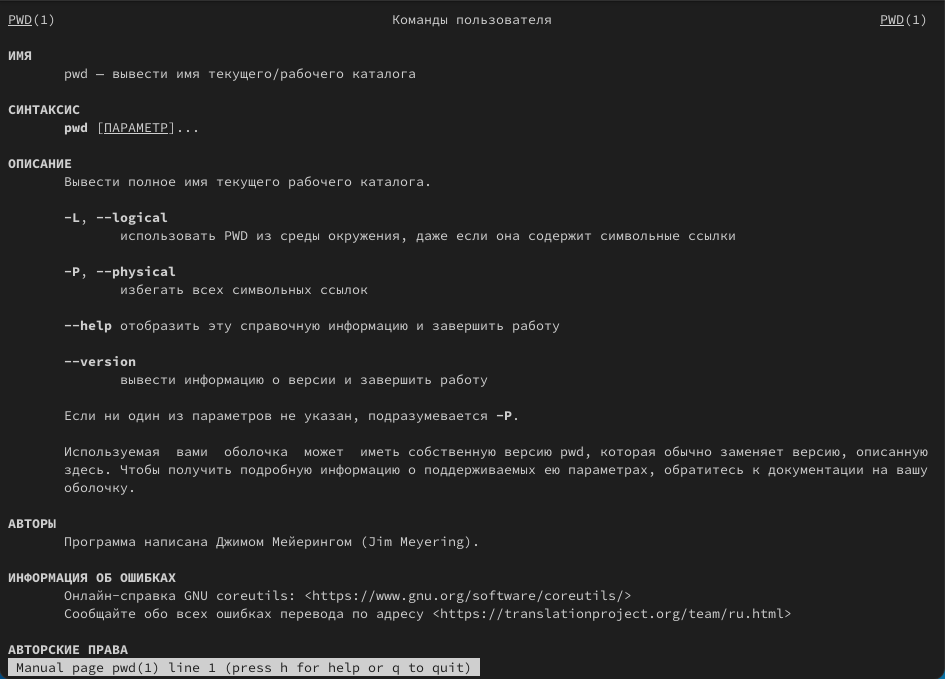 PWD(1) Команды пользователя PWD(1)
ИМЯ
pwd — вывести имя текущего/рабочего каталога
СИНТАКСИС
pwd [ПАРАМЕТР]...
ОПИСАНИЕ
Вывести полное имя текущего рабочего каталога.
-L, --logical
использовать PWD из среды окружения, даже если она содержит символьные ссылки
-P, --physical
избегать всех символьных ссылок
--help отобразить эту справочную информацию и завершить работу
--version
вывести информацию о версии и завершить работу
Если ни один из параметров не указан, подразумевается -P.
Используемая вами оболочка может иметь собственную версию pwd, которая обычно заменяет версию, описанную
здесь. Чтобы получить подробную информацию о поддерживаемых ею параметрах, обратитесь к документации на вашу
оболочку.
АВТОРЫ
Программа написана Джимом Мейерингом (Jim Meyering).
ИНФОРМАЦИЯ ОБ ОШИБКАХ
Онлайн-справка GNU coreutils: <https://www.gnu.org/software/coreutils/>
Сообщайте обо всех ошибках перевода по адресу <https://translationproject.org/team/ru.html>
АВТОРСКИЕ ПРАВА
Manual page pwd(1) line 1 (press h for help or q to quit)